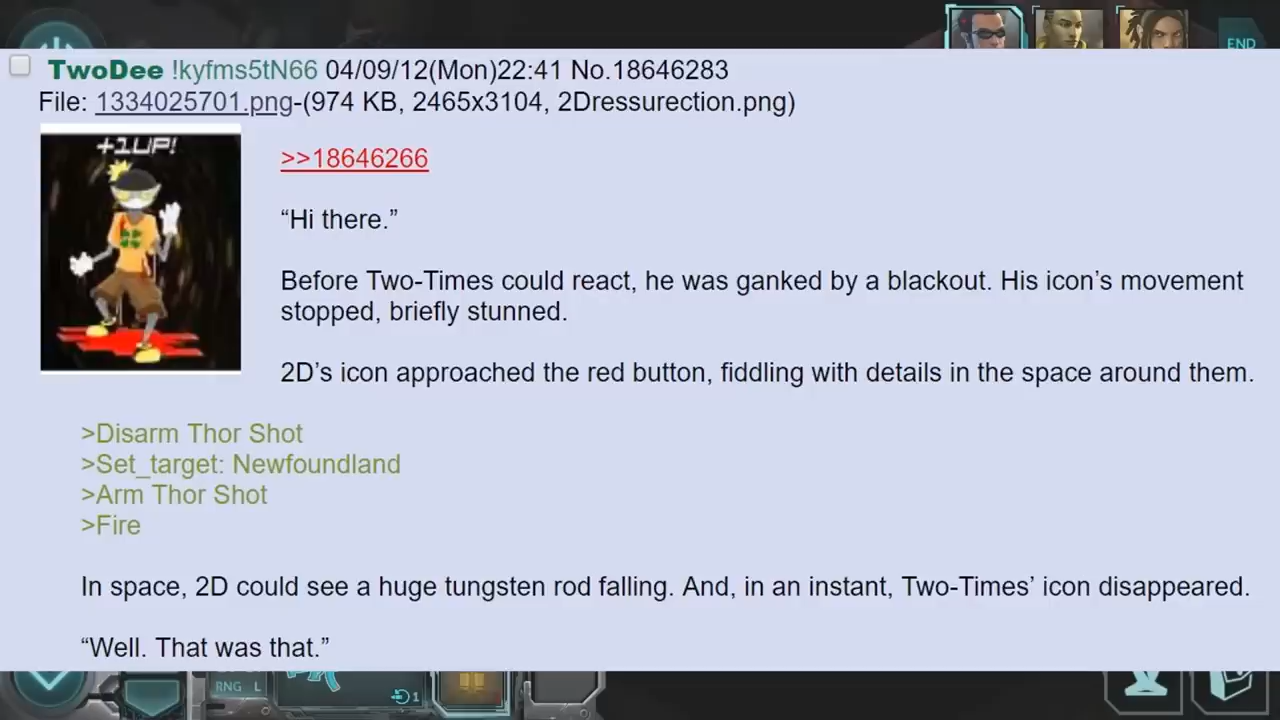 END
TwoDee !kyfms5tN66 04/09/12(Mon)22:41 No.18646283
File: 1334025701.png-(974 KB, 2465x3104, 2Dressurection.png)
+1UP!
>>18646266
“Hi there.”
Before Two-Times could react, he was ganked by a blackout. His icon’s movement
stopped, briefly stunned.
2D’s icon approached the red button, fiddling with details in the space around them.
>Disarm Thor Shot
>Set_target: Newfoundland
>Arm Thor Shot
>Fire
In space, 2D could see a huge tungsten rod falling. And, in an instant, Two-Times’ icon disappeared.
“Well. That was that.”
RNG L
1